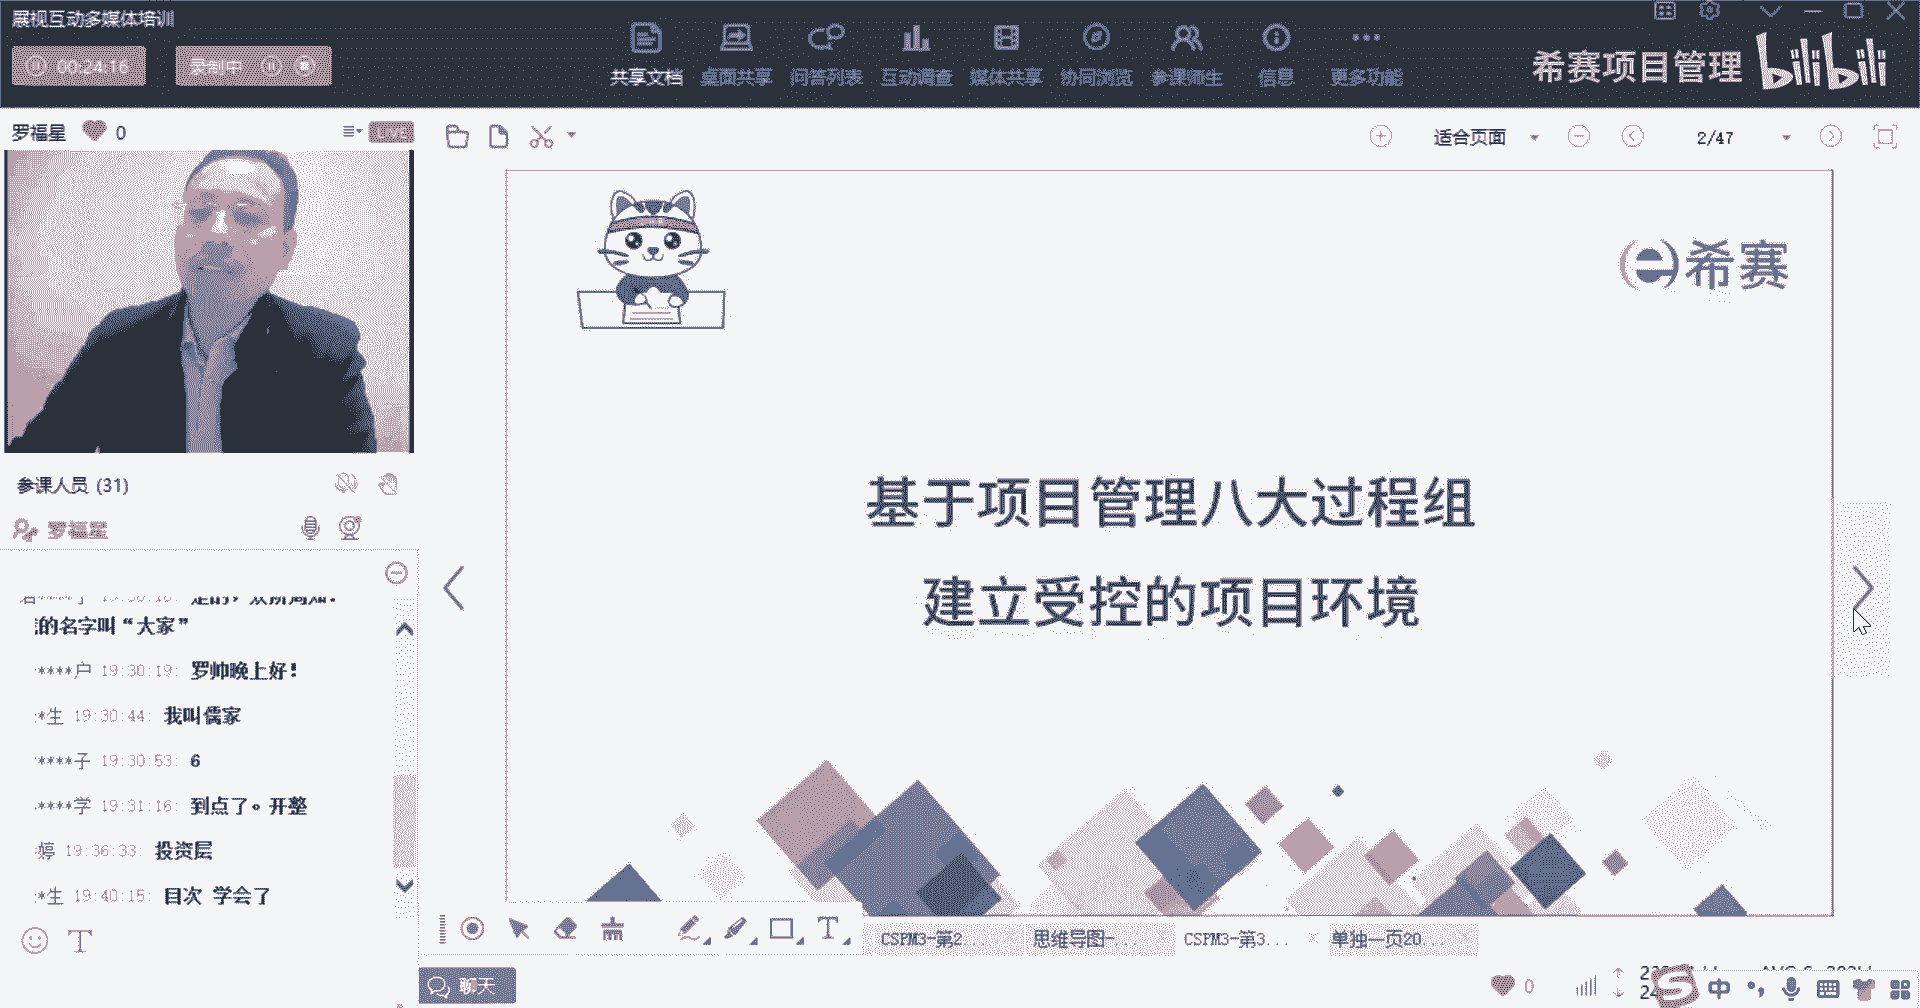 展视互动多媒体培训
00:24:16
录制中
共享文档
桌面共享
问答列表
互动调查
媒体共享
协同浏览
参课师生
信息
更多功能
希赛项目管理
bilibili
罗福星
0
LIVE
适合页面
2/47
e希赛
基于项目管理八大过程组
建立受控的项目环境
参课人员 (31)
罗福星
的名字叫“大家”
****户 19:30:19: 罗帅晚上好!
*生 19:30:44: 我叫儒家
****子 19:30:53: 6
****学 19:31:16: 到点了。开整
婷 19:36:33: 投资层
*生 19:40:15: 目次 学会了
T
T
CSPM3-第2...
思维导图-...
CSPM3-第3...
单独一页20...
聊天
0
S
中